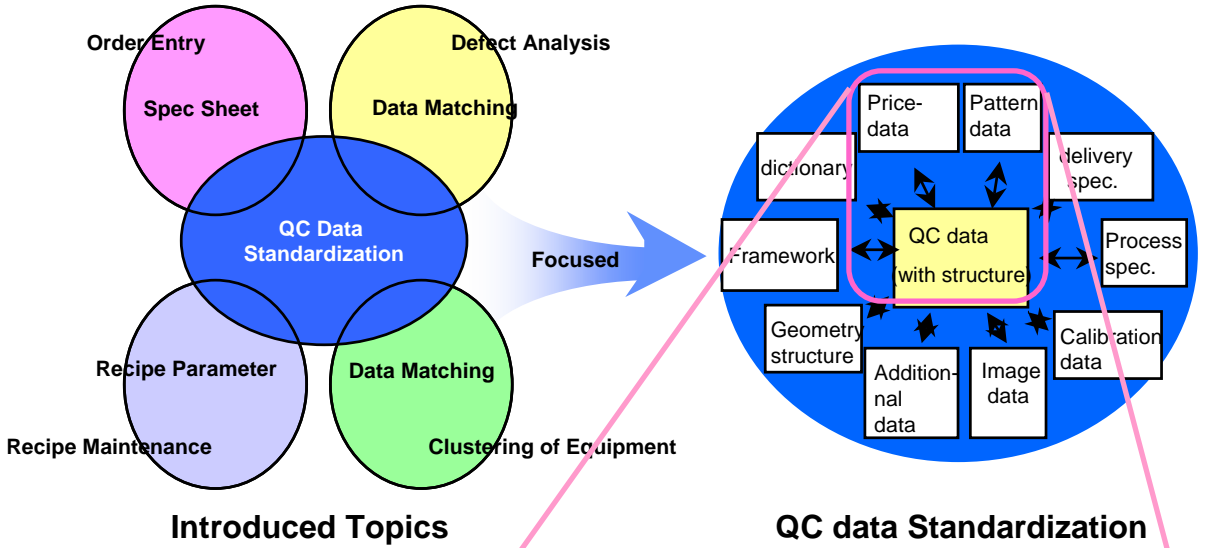 Order Entry
Spec Sheet
Defect Analysis
Data Matching
QC Data
Standardization
Recipe Parameter
Recipe Maintenance
Data Matching
Clustering of Equipment
Introduced Topics
Focused
Price-
data
Pattern
data
dictionary
delivery
spec.
QC data
(with structure)
Framework
Process
spec.
Geometry
structure
Addition-
nal
data
Image
data
Calibration
data
QC data Standardization